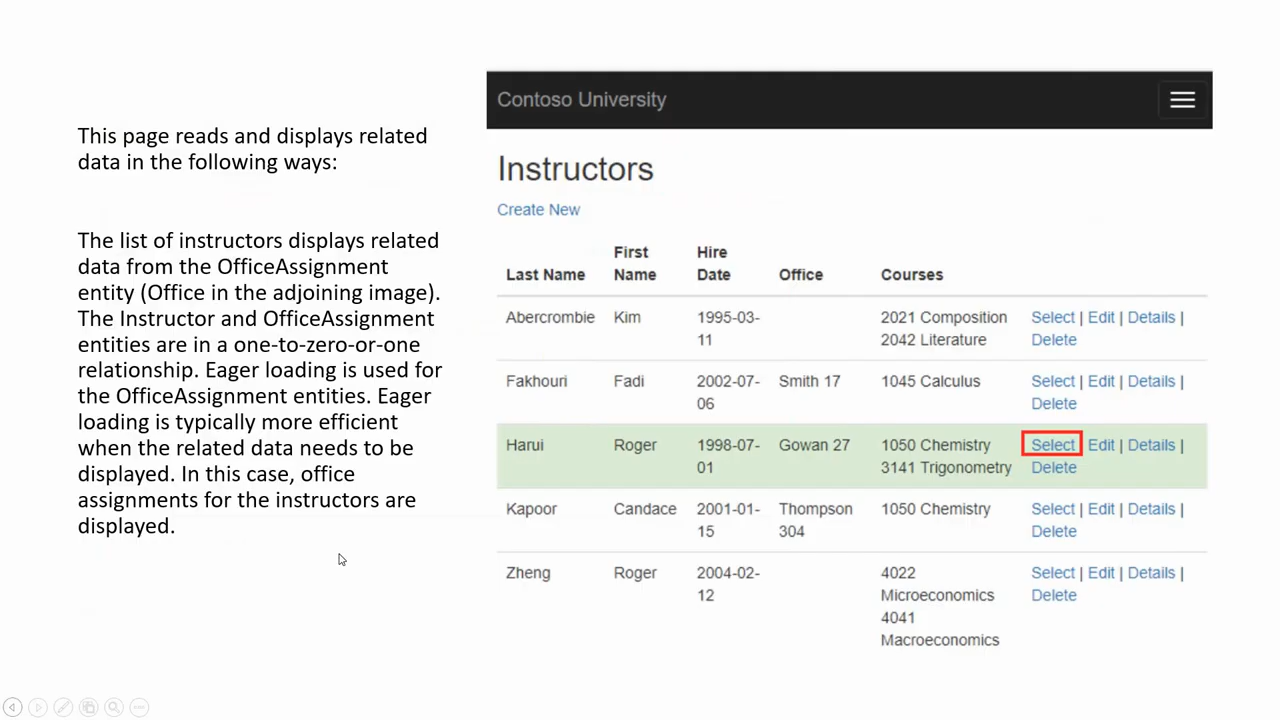 This page reads and displays related
data in the following ways:
The list of instructors displays related
data from the OfficeAssignment
entity (Office in the adjoining image).
The Instructor and OfficeAssignment
entities are in a one-to-zero-or-one
relationship. Eager loading is used for
the OfficeAssignment entities. Eager
loading is typically more efficient
when the related data needs to be
displayed. In this case, office
assignments for the instructors are
displayed.
Contoso University
Instructors
Create New
First Hire
Last Name Name Date Office Courses
Abercrombie Kim 1995-03- 2021 Composition Select | Edit | Details |
11 2042 Literature Delete
Fakhouri Fadi 2002-07- Smith 17 1045 Calculus Select | Edit | Details |
06 Delete
Harui Roger 1998-07- Gowan 27 1050 Chemistry Select | Edit | Details |
01 3141 Trigonometry Delete
Kapoor Candace 2001-01- Thompson 1050 Chemistry Select | Edit | Details |
15 304 Delete
Zheng Roger 2004-02- 4022 Select | Edit | Details |
12 Microeconomics Delete
4041
Macroeconomics